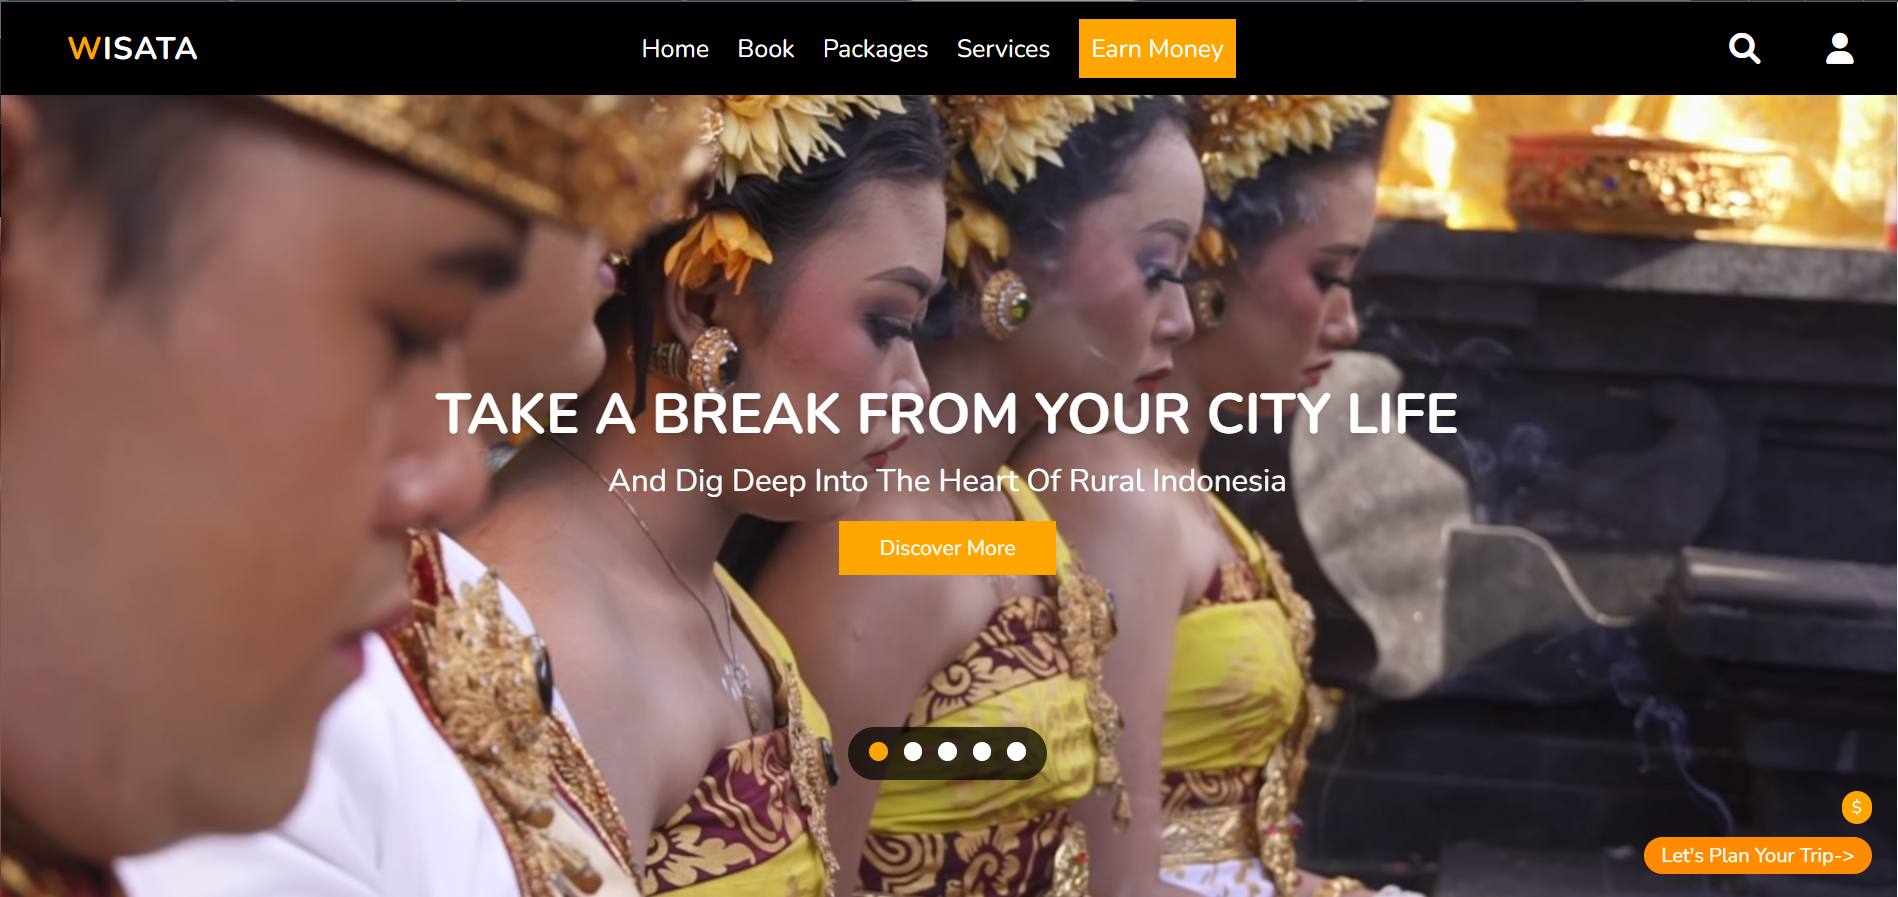 WISATA
Home Book Packages Services Earn Money
TAKE A BREAK FROM YOUR CITY LIFE
And Dig Deep Into The Heart Of Rural Indonesia
Discover More
$
Let's Plan Your Trip->